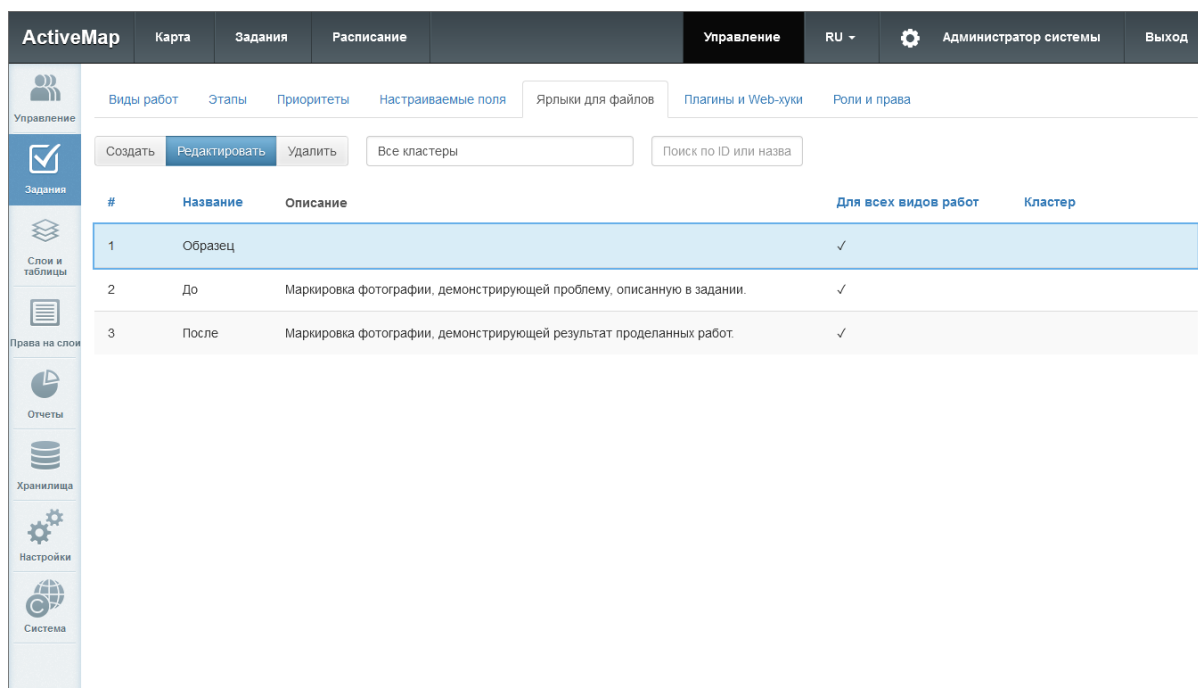 ActiveMap Карта Задания Расписание Управление RU Администратор системы Выход
Управление
Задания
Слои и
таблицы
Права на слои
Отчеты
Хранилища
Настройки
Система
Виды работ Этапы Приоритеты Настраиваемые поля Ярлыки для файлов Плагины и Web-хуки Роли и права
Создать Редактировать Удалить Все кластеры Поиск по ID или назва
# Название Описание Для всех видов работ Кластер
1 Образец ✓
2 До Маркировка фотографии, демонстрирующей проблему, описанную в задании. ✓
3 После Маркировка фотографии, демонстрирующей результат проделанных работ. ✓